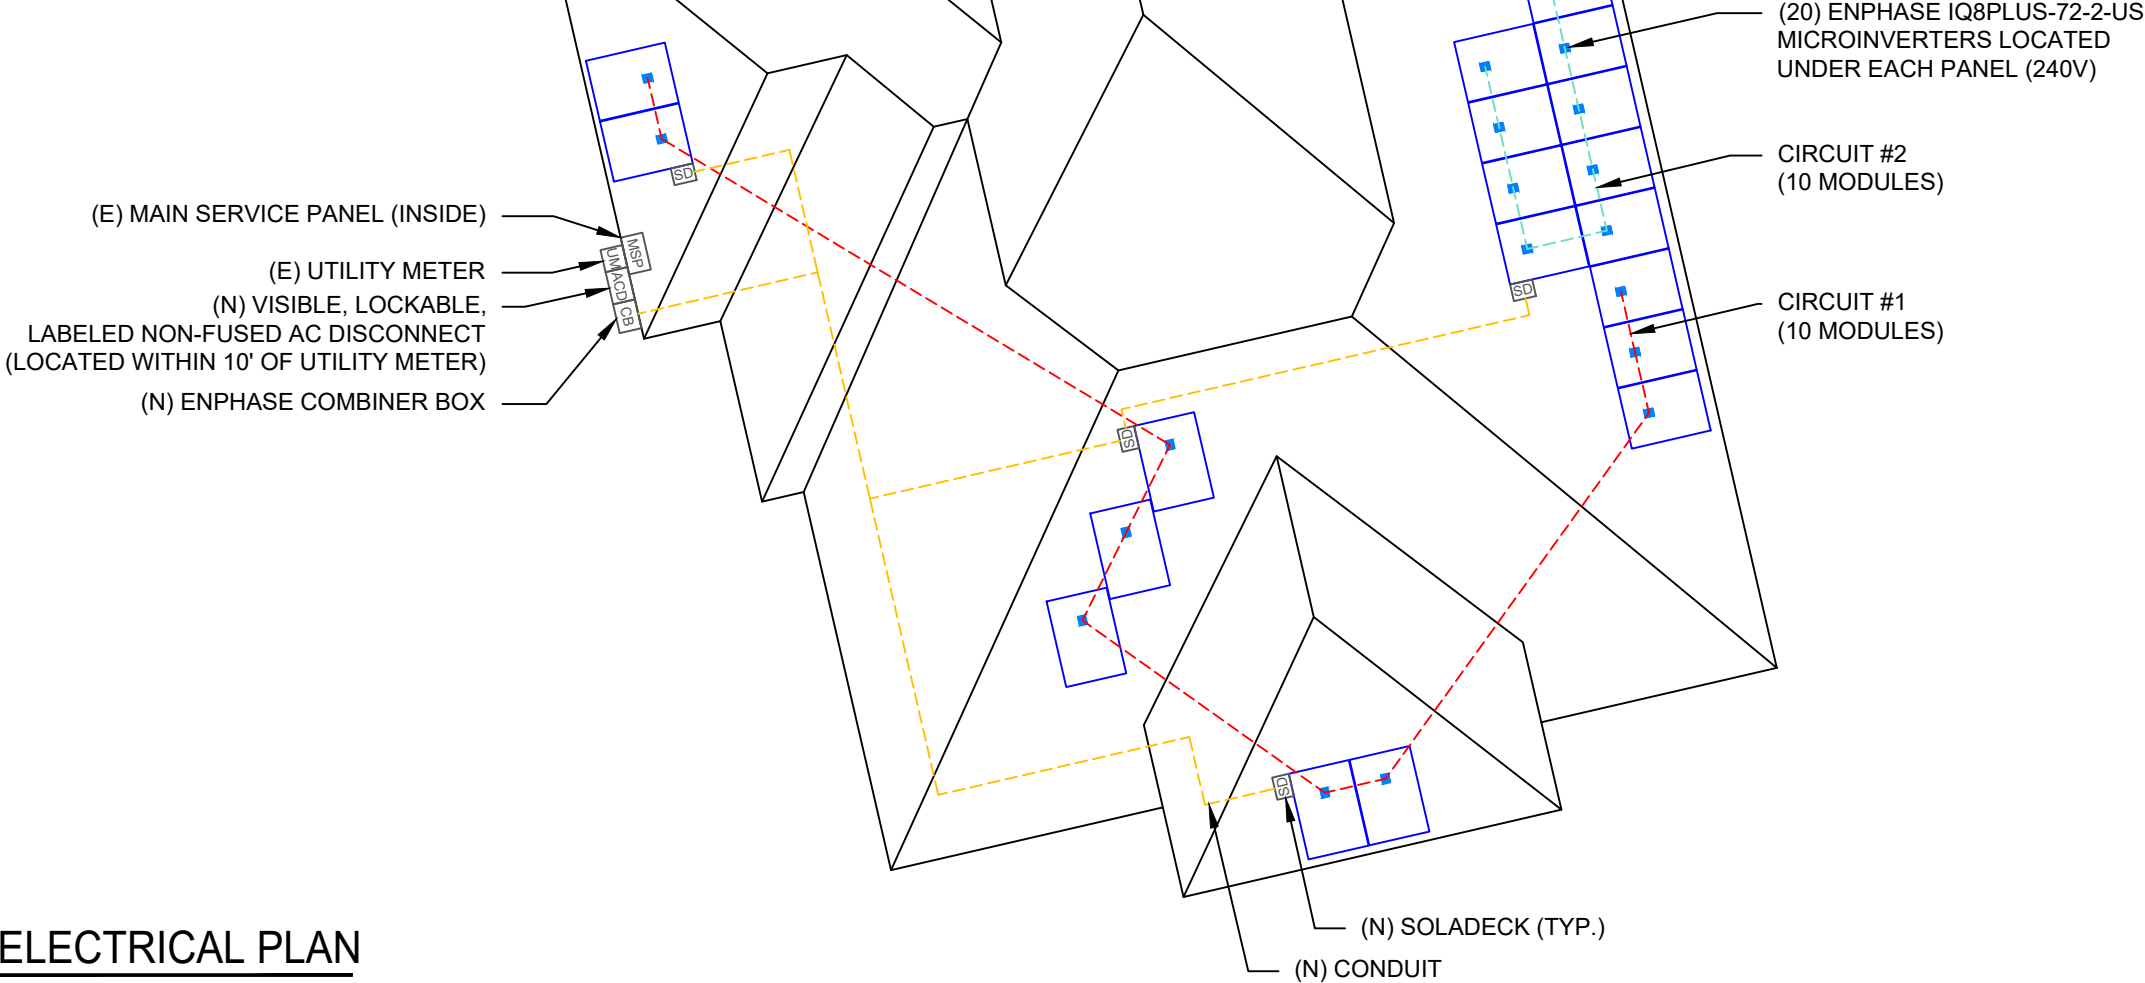 (20) ENPHASE IQ8PLUS-72-2-US
MICROINVERTERS LOCATED
UNDER EACH PANEL (240V)
CIRCUIT #2
(10 MODULES)
SD
(E) MAIN SERVICE PANEL (INSIDE)
MSP
UM
(E) UTILITY METER
ACD
(N) VISIBLE, LOCKABLE,
LABELED NON-FUSED AC DISCONNECT
(LOCATED WITHIN 10' OF UTILITY METER)
CB
(N) ENPHASE COMBINER BOX
SD
CIRCUIT #1
(10 MODULES)
SD
SD
(N) SOLADECK (TYP.)
(N) CONDUIT
ELECTRICAL PLAN